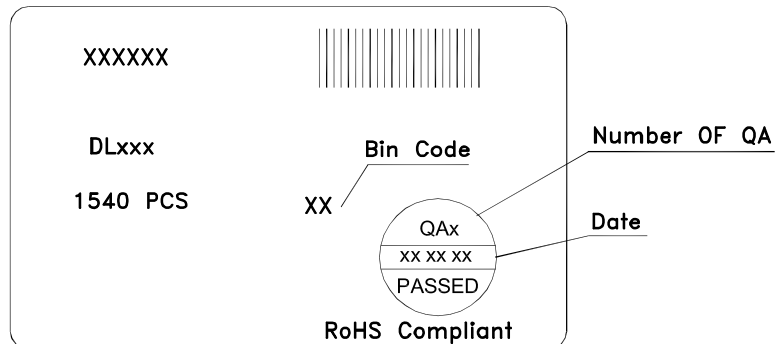 XXXXXX
Number OF QA
DLxxx
Bin Code
1540 PCS
XX
Date
QAx
xx xx xx
PASSED
RoHS Compliant